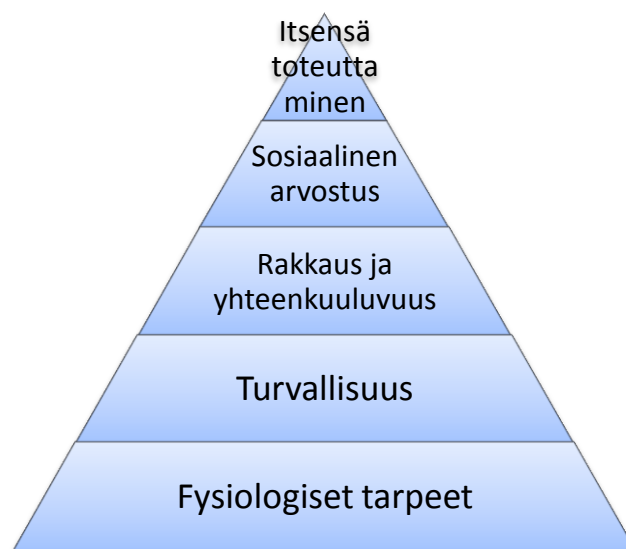 Itsensä
toteutta
minen
Sosiaalinen
arvostus
Rakkaus ja
yhteenkuuluvuus
Turvallisuus
Fysiologiset tarpeet